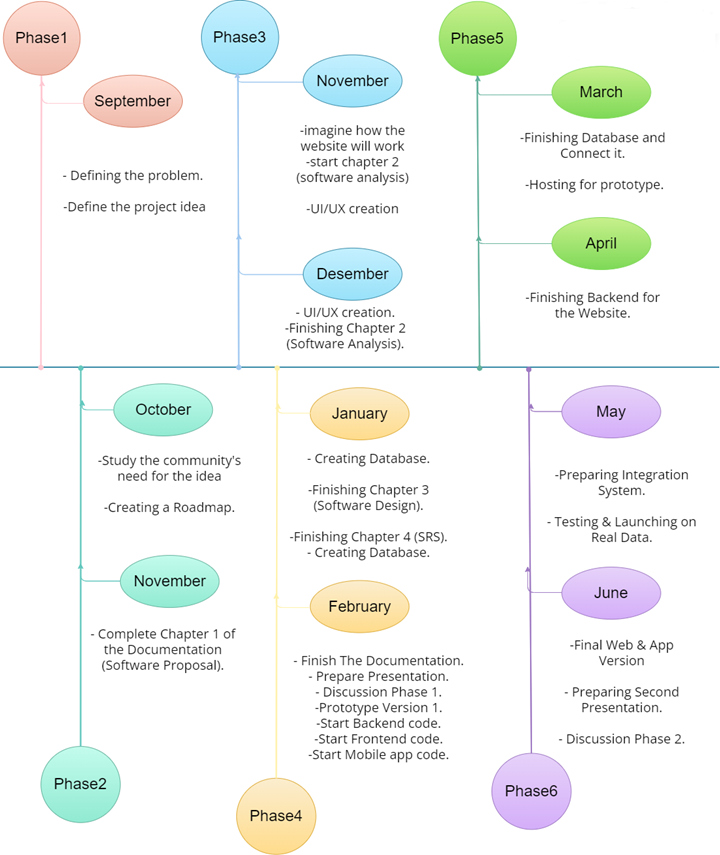 Phase1
September
- Defining the problem.
-Define the project idea
Phase3
November
-imagine how the
website will work
-start chapter 2
(software analysis)
-UI/UX creation
Desember
- UI/UX creation.
-Finishing Chapter 2
(Software Analysis).
Phase5
March
-Finishing Database and
Connect it.
-Hosting for prototype.
April
-Finishing Backend for
the Website.
October
-Study the community's
need for the idea
-Creating a Roadmap.
November
- Complete Chapter 1 of
the Documentation
(Software Proposal).
Phase2
January
- Creating Database.
-Finishing Chapter 3
(Software Design).
-Finishing Chapter 4 (SRS).
- Creating Database.
February
- Finish The Documentation.
- Prepare Presentation.
- Discussion Phase 1.
-Prototype Version 1.
-Start Backend code.
-Start Frontend code.
-Start Mobile app code.
Phase4
May
-Preparing Integration
System.
- Testing & Launching on
Real Data.
June
-Final Web & App
Version
- Preparing Second
Presentation.
- Discussion Phase 2.
Phase6